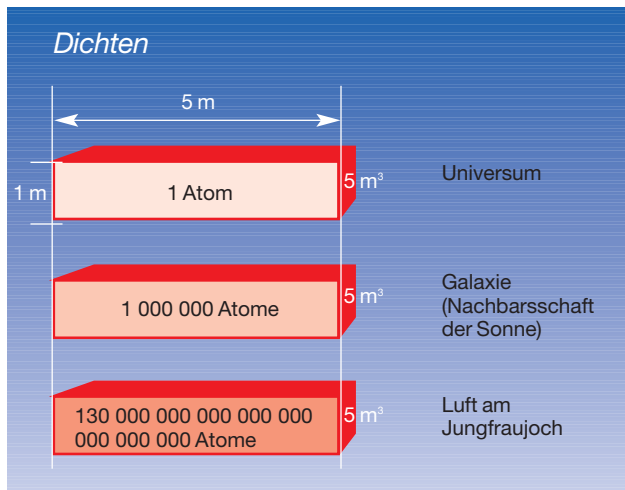 Dichten
5 m
1 m
1 Atom
5 m³
Universum
1 000 000 Atome
5 m³
Galaxie
(Nachbarsschaft
der Sonne)
130 000 000 000 000 000
000 000 000 Atome
5 m³
Luft am
Jungfraujoch